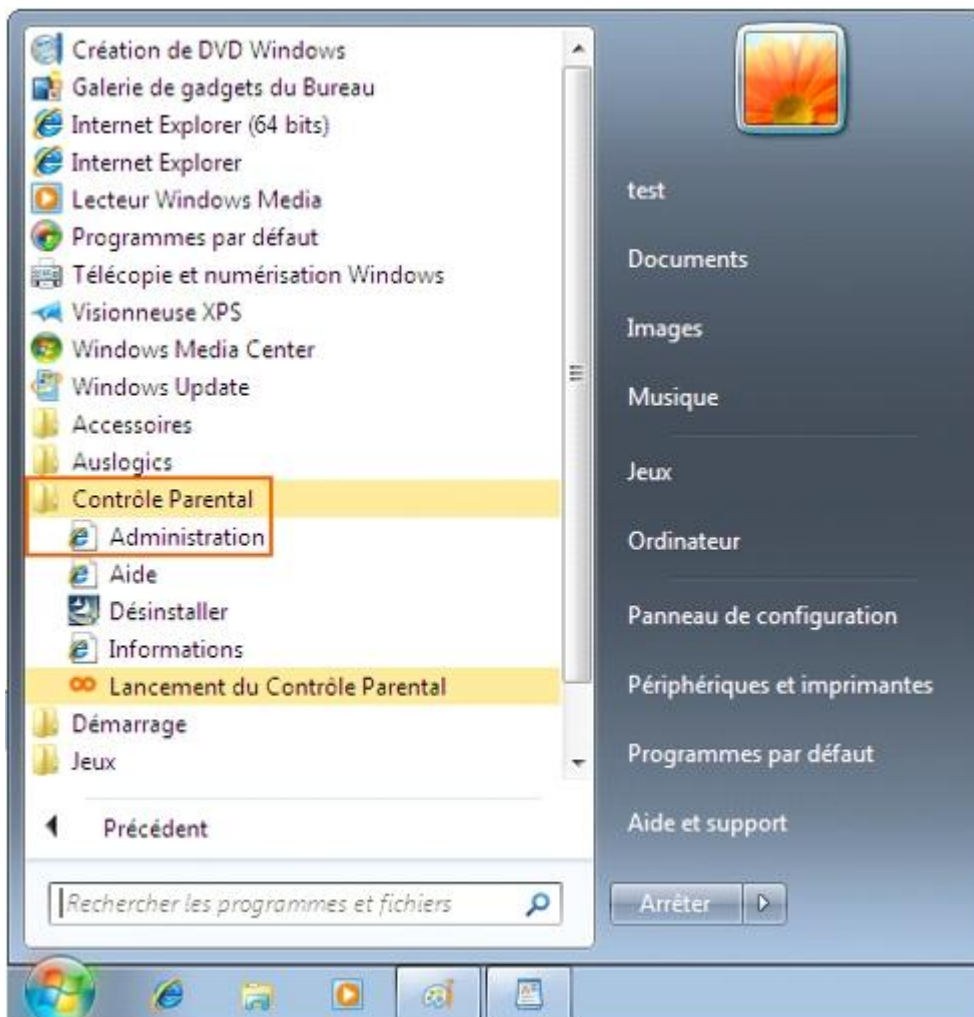 Création de DVD Windows
Galerie de gadgets du Bureau
Internet Explorer (64 bits)
Internet Explorer
Lecteur Windows Media
Programmes par défaut
Télécopie et numérisation Windows
Visionneuse XPS
Windows Media Center
Windows Update
Accessoires
Auslogics
Contrôle Parental
Administration
Aide
Désinstaller
Informations
Lancement du Contrôle Parental
Démarrage
Jeux
Précédent
Rechercher les programmes et fichiers
test
Documents
Images
Musique
Jeux
Ordinateur
Panneau de configuration
Périphériques et imprimantes
Programmes par défaut
Aide et support
Arrêter